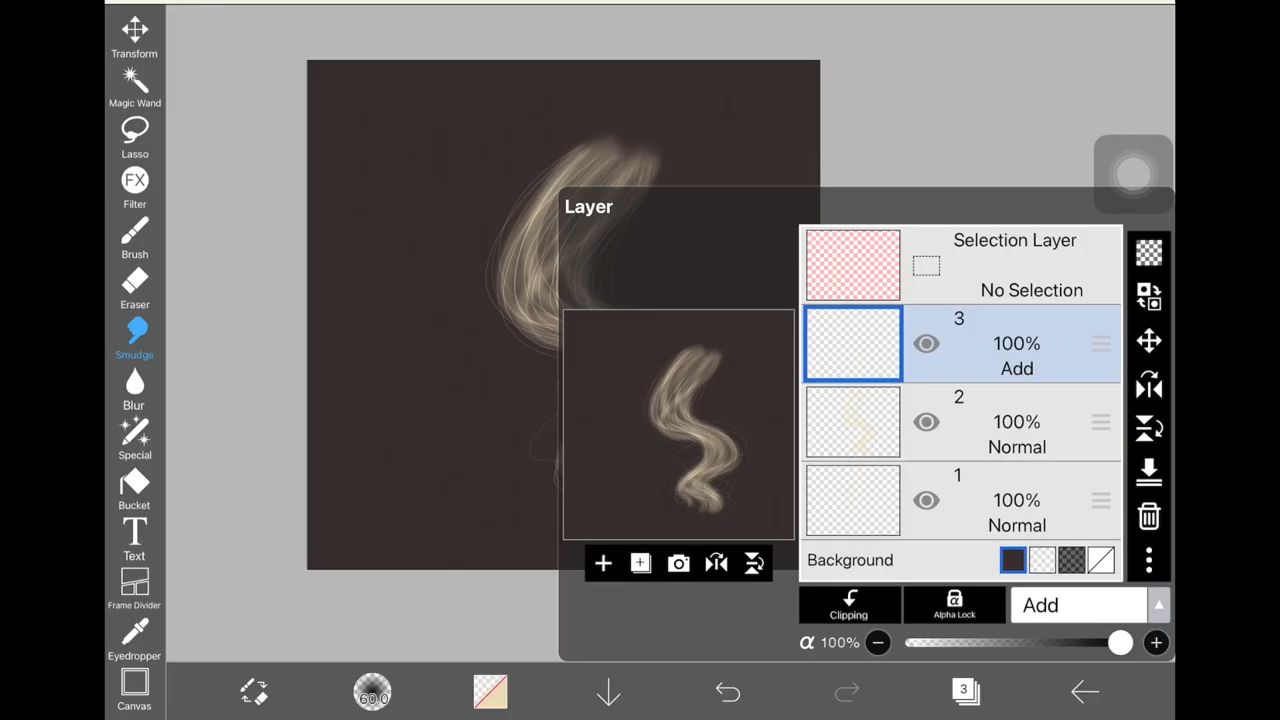 Transform
Magic Wand
Lasso
FX
Filter
Brush
Eraser
Smudge
Blur
Special
Bucket
T
Text
Frame Divider
Eyedropper
Canvas
Layer
Selection Layer
No Selection
3
100%
Add
2
100%
Normal
1
100%
Normal
Background
Clipping
α
Alpha Lock
Add
α 100%
60.0
3